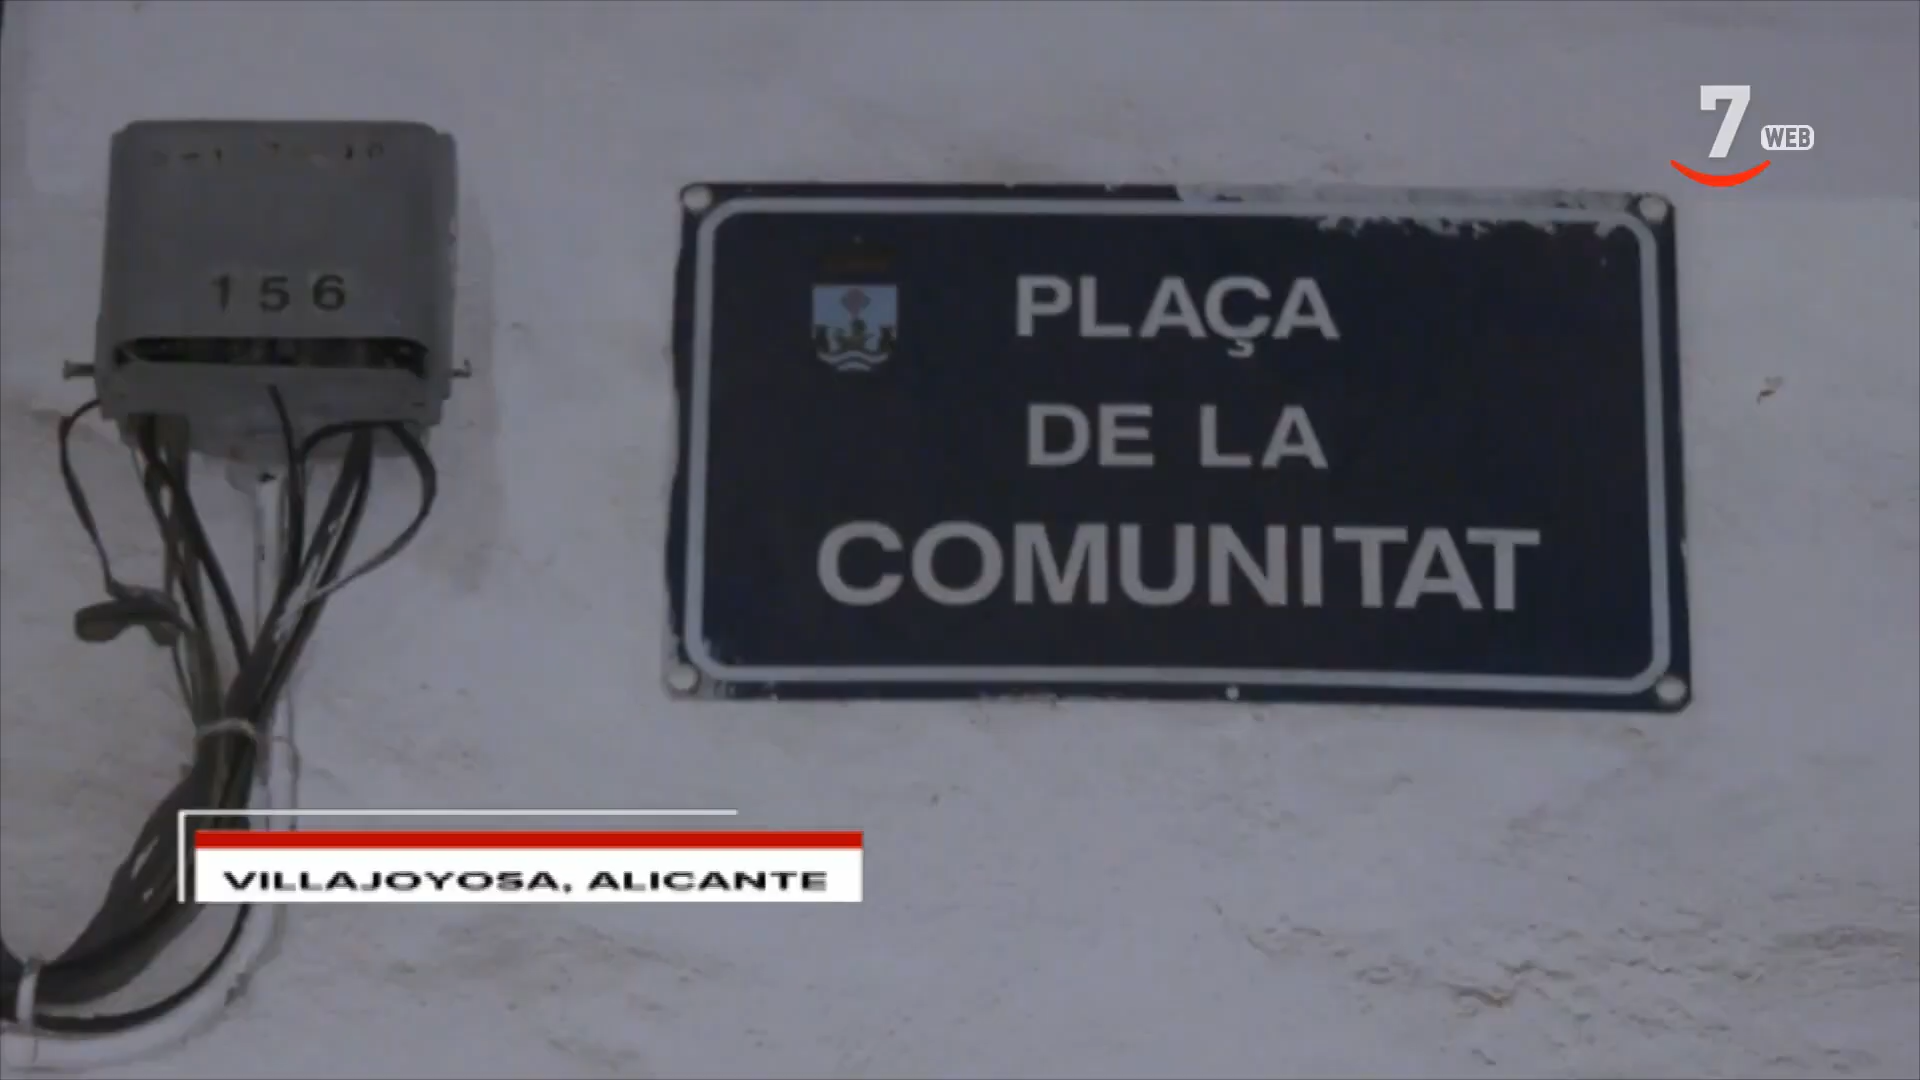 7 WEB
156
PLAÇA
DE LA
COMUNITAT
VILLAJOYOSA, ALICANTE